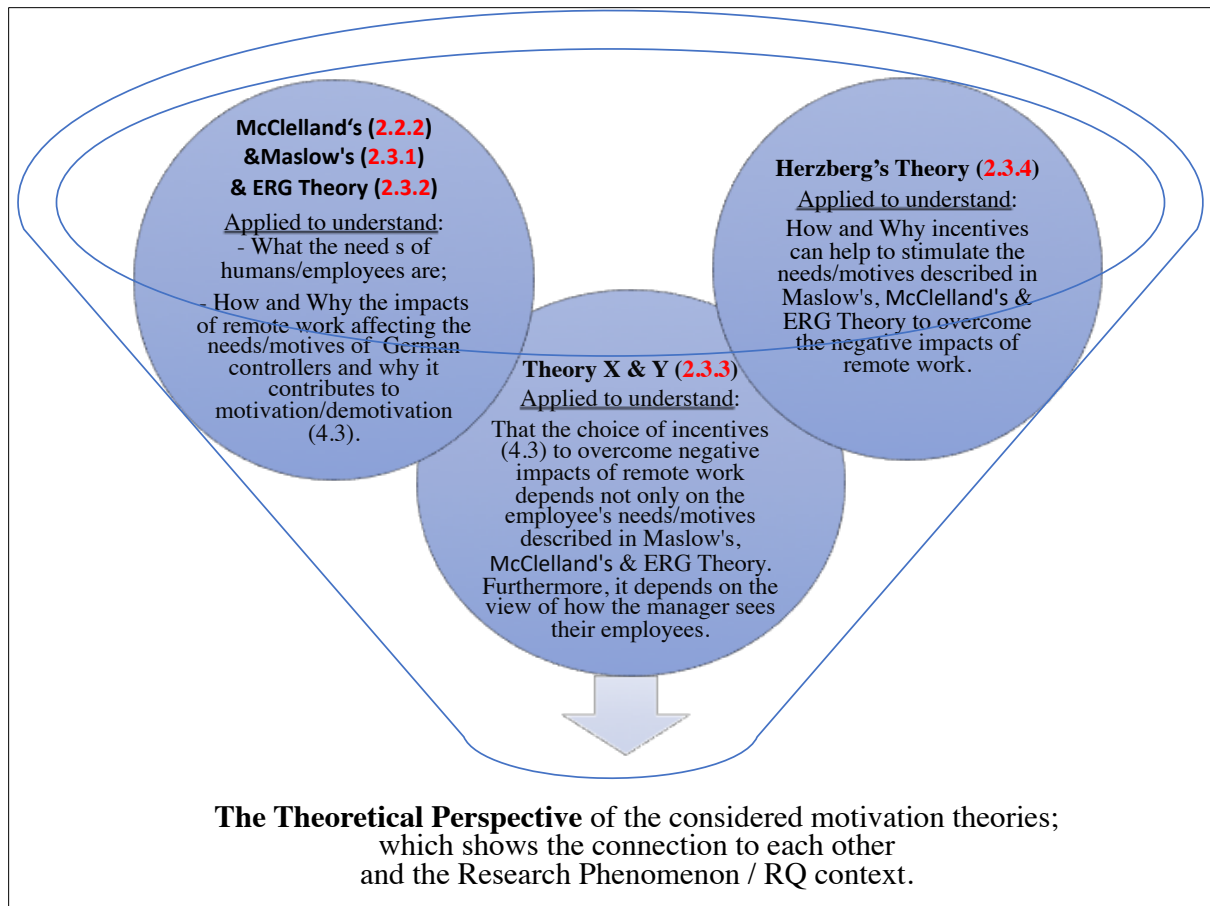 McClelland‘s (2.2.2)
&Maslow's (2.3.1)
& ERG Theory (2.3.2)
Applied to understand:
- What the need s of
humans/employees are;
- How and Why the impacts
of remote work affecting the
needs/motives of German
controllers and why it
contributes to
motivation/demotivation
(4.3).
Herzberg’s Theory (2.3.4)
Applied to understand:
How and Why incentives
can help to stimulate the
needs/motives described in
Maslow's, McClelland's &
ERG Theory to overcome
the negative impacts of
remote work.
Theory X & Y (2.3.3)
Applied to understand:
That the choice of incentives
(4.3) to overcome negative
impacts of remote work
depends not only on the
employee's needs/motives
described in Maslow's,
McClelland's & ERG Theory.
Furthermore, it depends on the
view of how the manager sees
their employees.
The Theoretical Perspective of the considered motivation theories;
which shows the connection to each other
and the Research Phenomenon / RQ context.